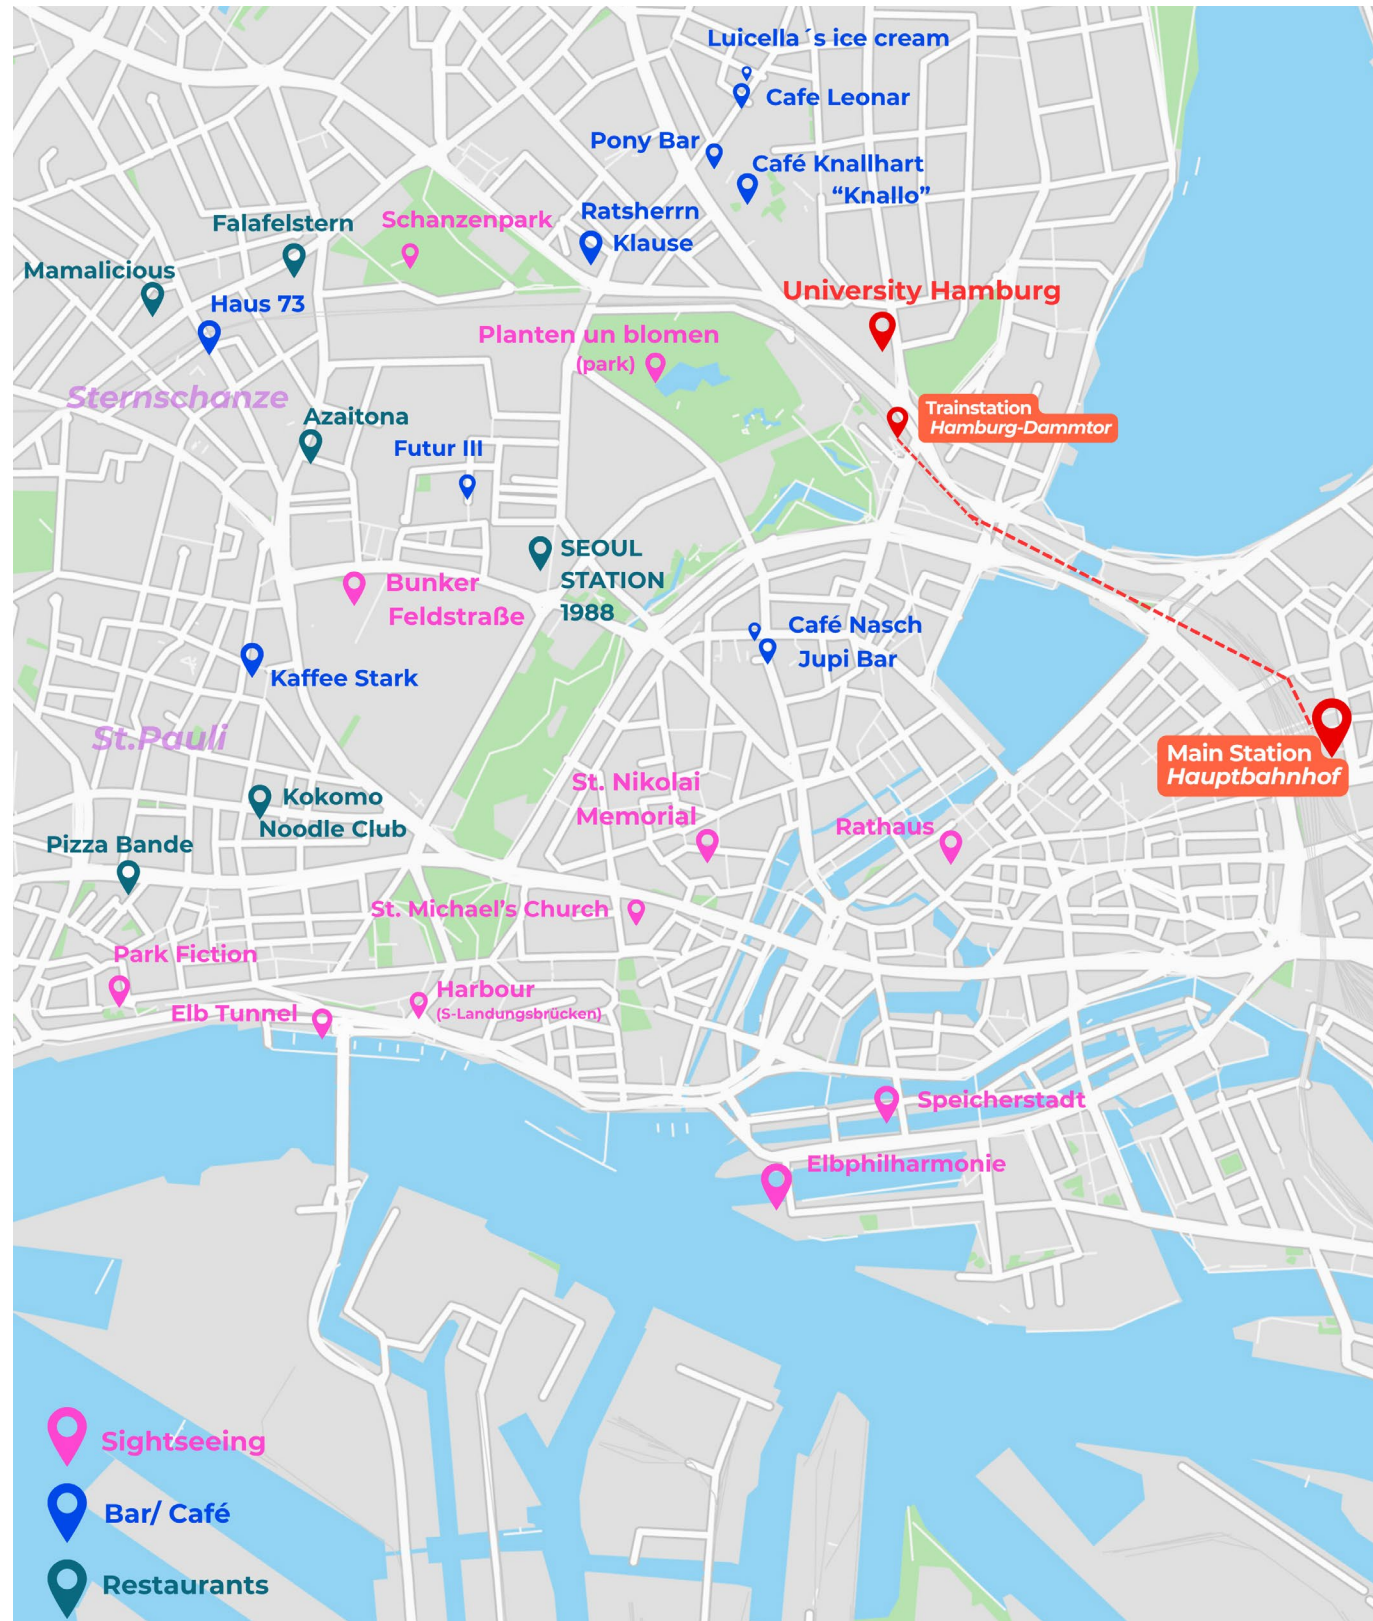 Luicella´s ice cream
Cafe Leonar
Pony Bar
Café Knallhart
“Knallo”
Ratsherrn
Klause
Schanzenpark
Falafelstern
Mamalicious
Haus 73
University Hamburg
Planten un blomen
(park)
Sternschanze
Trainstation
Hamburg-Dammtor
Azaitona
Futur III
SEOUL
STATION
1988
Bunker
Feldstraße
Café Nasch
Jupi Bar
Kaffee Stark
St.Pauli
Main Station
Hauptbahnhof
St. Nikolai
Memorial
Kokomo
Noodle Club
Rathaus
Pizza Bande
St. Michael's Church
Park Fiction
Harbour
(S-Landungsbrücken)
Elb Tunnel
Speicherstadt
Elbphilharmonie
Sightseeing
Bar/ Café
Restaurants